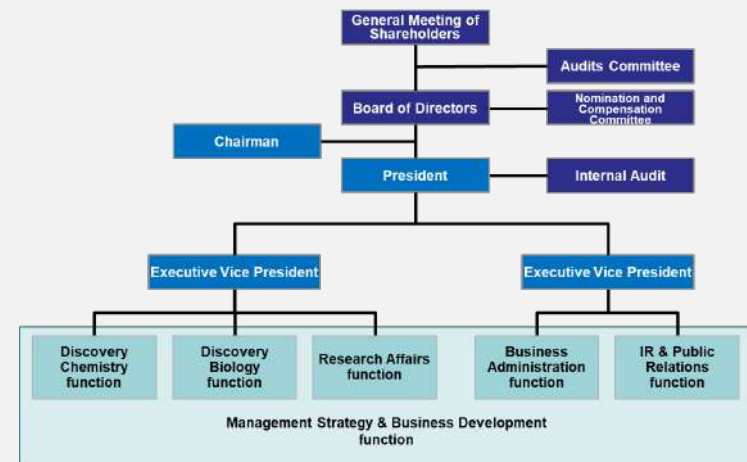 General Meeting of
Shareholders
Audits Committee
Board of Directors
Nomination and
Compensation
Committee
Chairman
President
Internal Audit
Executive Vice President
Executive Vice President
Discovery
Chemistry
function
Discovery
Biology
function
Research Affairs
function
Business
Administration
function
IR & Public
Relations
function
Management Strategy & Business Development
function